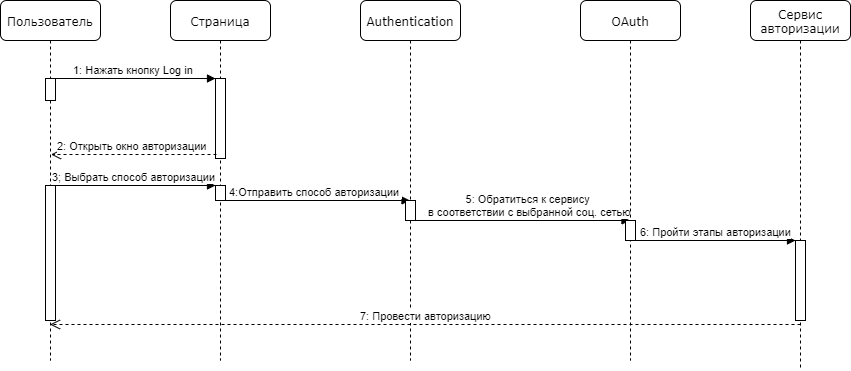 Пользователь
Страница
Authentication
OAuth
Сервис
авторизации
1: Нажать кнопку Log in
2: Открыть окно авторизации
3; Выбрать способ авторизации
4:Отправить способ авторизации
5: Обратиться к сервису
в соответствии с выбранной соц. сетью
6: Пройти этапы авторизации
7: Провести авторизацию